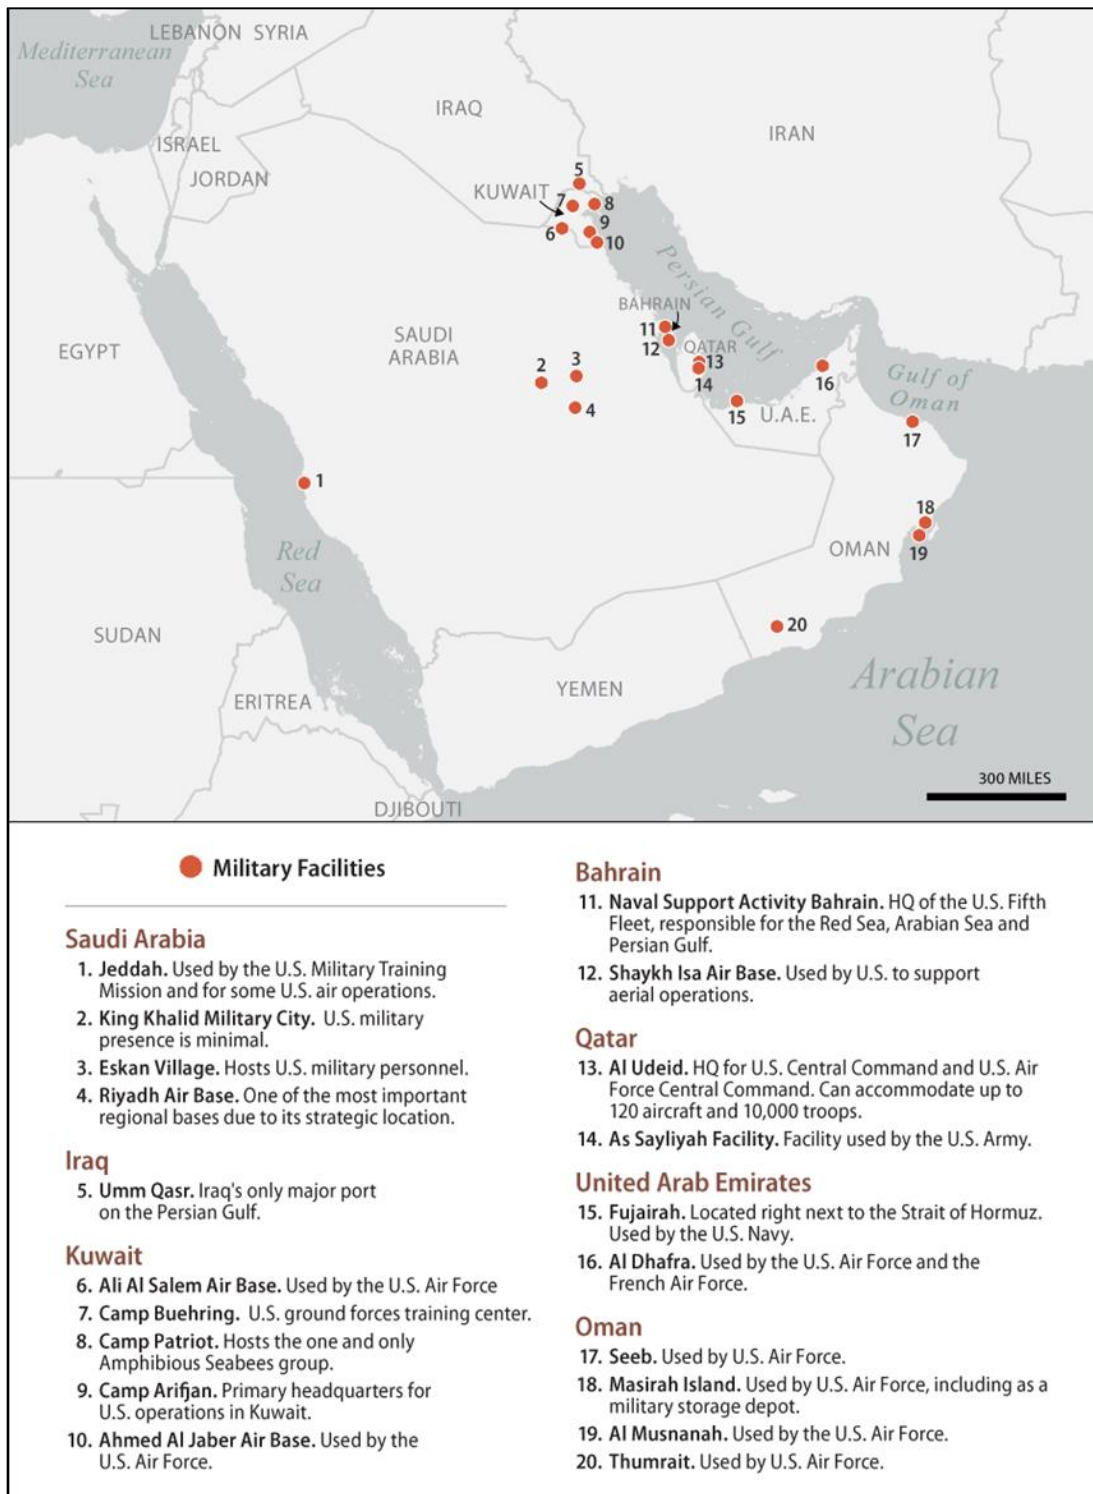 LEBANON SYRIA
Mediterranean
Sea
IRAQ
IRAN
ISRAEL
JORDAN
KUWAIT
5
7
8
9
6
10
Persian Gulf
BAHRAIN
11
12
QATAR
13
14
SAUDI
ARABIA
EGYPT
2
3
4
15
16
U.A.E.
Gulf of
Oman
17
1
18
19
OMAN
Red
Sea
20
SUDAN
ERITREA
YEMEN
Arabian
Sea
DJIBOUTI
300 MILES
Military Facilities
Saudi Arabia
1. Jeddah. Used by the U.S. Military Training
Mission and for some U.S. air operations.
2. King Khalid Military City. U.S. military
presence is minimal.
3. Eskan Village. Hosts U.S. military personnel.
4. Riyadh Air Base. One of the most important
regional bases due to its strategic location.
Iraq
5. Umm Qasr. Iraq's only major port
on the Persian Gulf.
Kuwait
6. Ali Al Salem Air Base. Used by the U.S. Air Force
7. Camp Buehring. U.S. ground forces training center.
8. Camp Patriot. Hosts the one and only
Amphibious Seabees group.
9. Camp Arifjan. Primary headquarters for
U.S. operations in Kuwait.
10. Ahmed Al Jaber Air Base. Used by the
U.S. Air Force.
Bahrain
11. Naval Support Activity Bahrain. HQ of the U.S. Fifth
Fleet, responsible for the Red Sea, Arabian Sea and
Persian Gulf.
12. Shaykh Isa Air Base. Used by U.S. to support
aerial operations.
Qatar
13. Al Udeid. HQ for U.S. Central Command and U.S. Air
Force Central Command. Can accommodate up to
120 aircraft and 10,000 troops.
14. As Sayliyah Facility. Facility used by the U.S. Army.
United Arab Emirates
15. Fujairah. Located right next to the Strait of Hormuz.
Used by the U.S. Navy.
16. Al Dhafra. Used by the U.S. Air Force and the
French Air Force.
Oman
17. Seeb. Used by U.S. Air Force.
18. Masirah Island. Used by U.S. Air Force, including as a
military storage depot.
19. Al Musnanah. Used by the U.S. Air Force.
20. Thumrait. Used by U.S. Air Force.